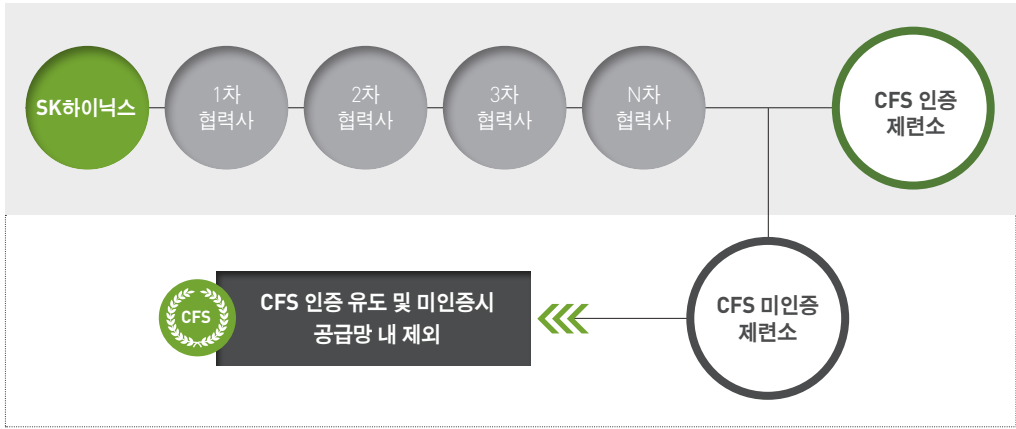 SK하이닉스
1차
협력사
2차
협력사
3차
협력사
N차
협력사
CFS 인증
제련소
CFS
CFS 인증 유도 및 미인증시
공급망 내 제외
CFS 미인증
제련소